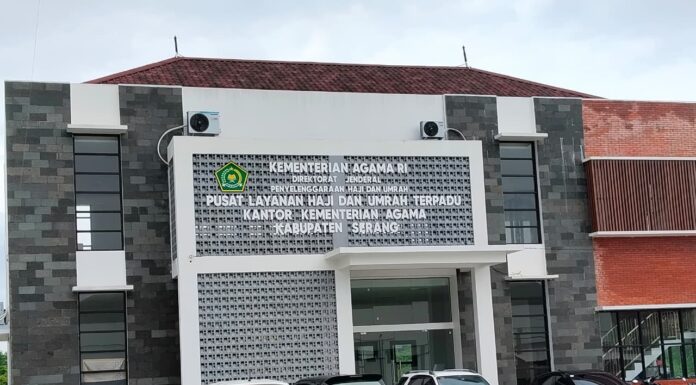 KEMENTERIAN AGAMA RI
DIREKTORAT JENDERAL
PENYELENGGARAAN HAJI DAN UMRAH
PUSAT LAYANAN HAJI DAN UMRAH TERPADU
KANTOR KEMENTERIAN AGAMA
KABUPATEN SERANG